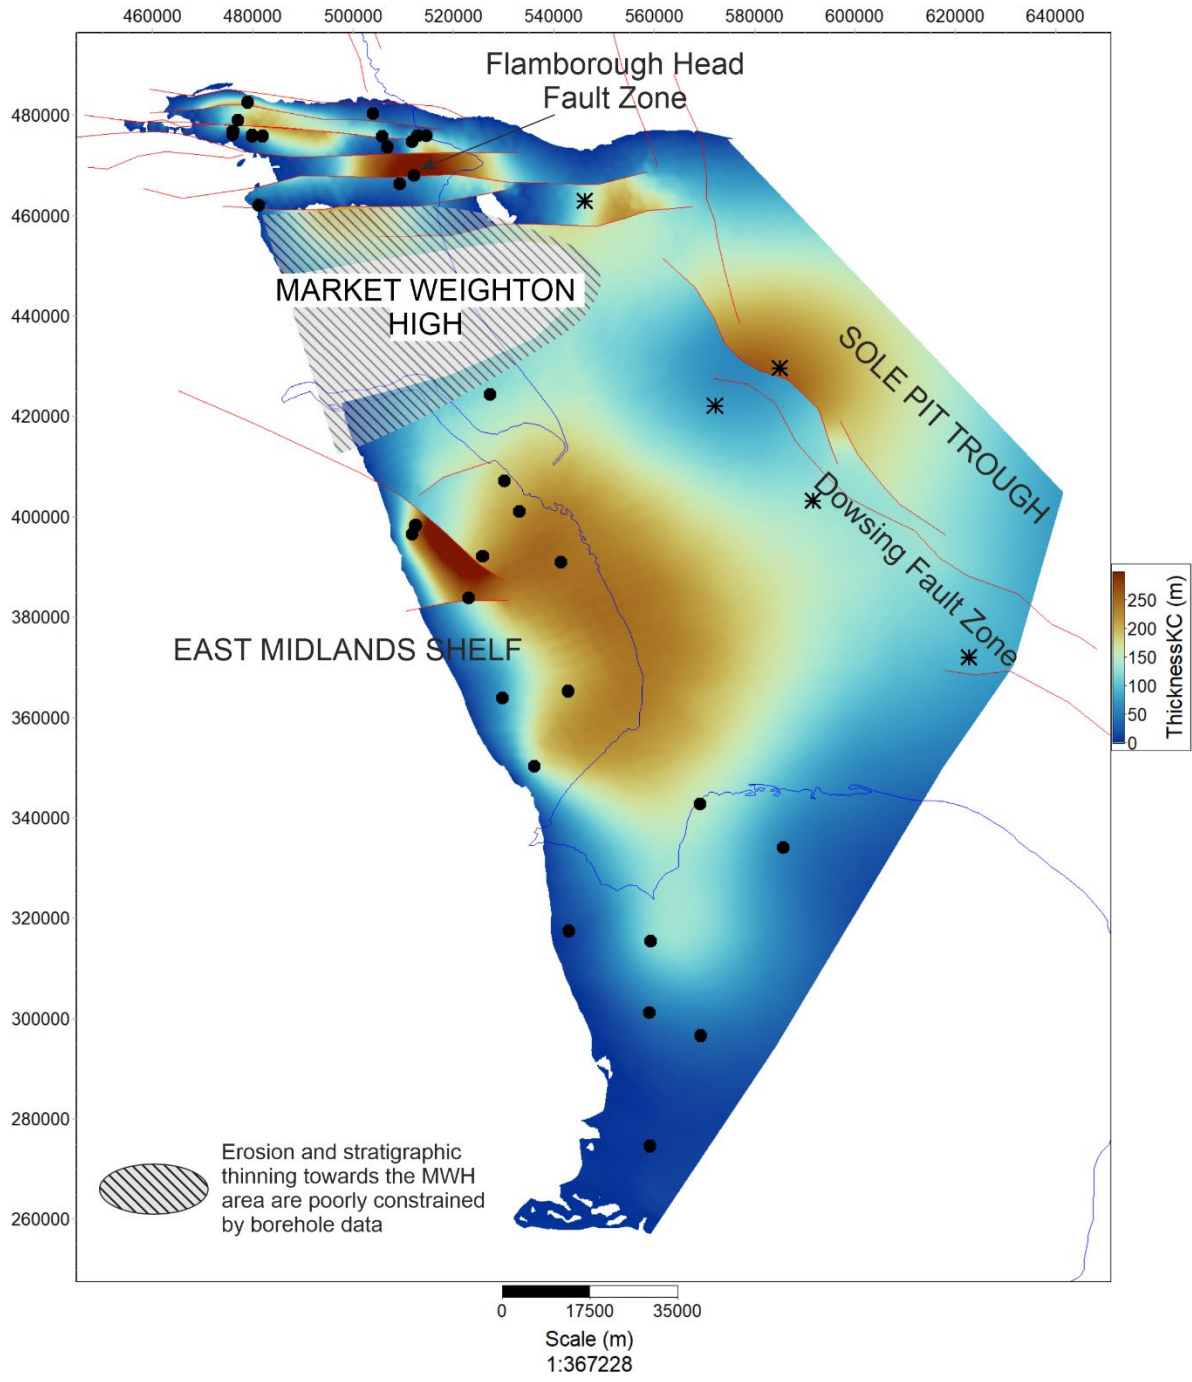 460000 480000 500000 520000 540000 560000 580000 600000 620000 640000
Flamborough Head
Fault Zone
480000
460000
440000
420000
400000
380000
360000
340000
320000
300000
280000
260000
MARKET WEIGHTON
HIGH
SOLE PIT TROUGH
Dowsing Fault Zone
EAST MIDLANDS SHELF
250
200
150
100
50
0
ThicknessKC (m)
Erosion and stratigraphic
thinning towards the MWH
area are poorly constrained
by borehole data
0 17500 35000
Scale (m)
1:367228